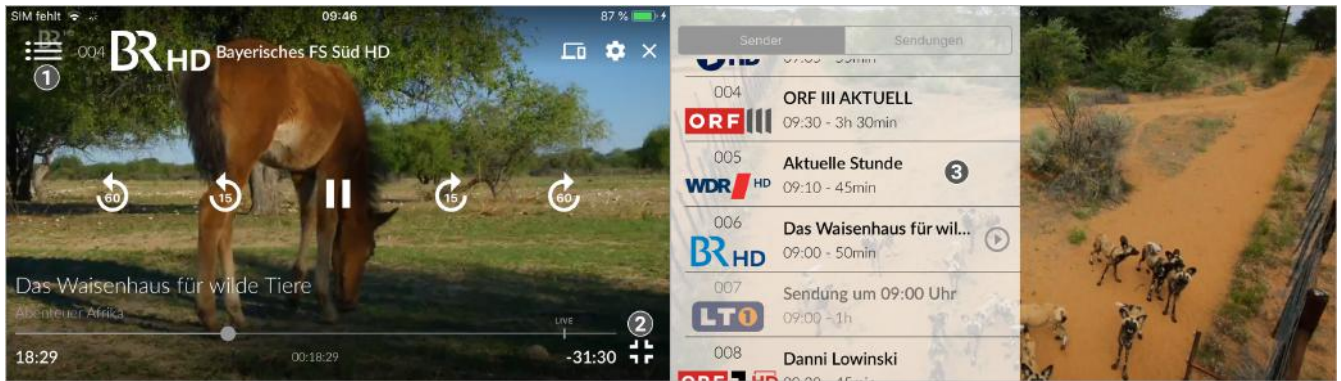 SIM fehlt
09:46
87 %
004 BR HD Bayerisches FS Süd HD
1
60
15
15
60
Das Waisenhaus für wilde Tiere
Abenteuer Afrika
LIVE
2
18:29
00:18:29
-31:30
Sender
Sendungen
HD
004
ORF III AKTUELL
ORF III
09:30 - 3h 30min
005
Aktuelle Stunde
3
WDR HD
09:10 - 45min
006
Das Waisenhaus für wil...
BR HD
09:00 - 50min
007
Sendung um 09:00 Uhr
LT1
09:00 - 1h
008
Danni Lowinski